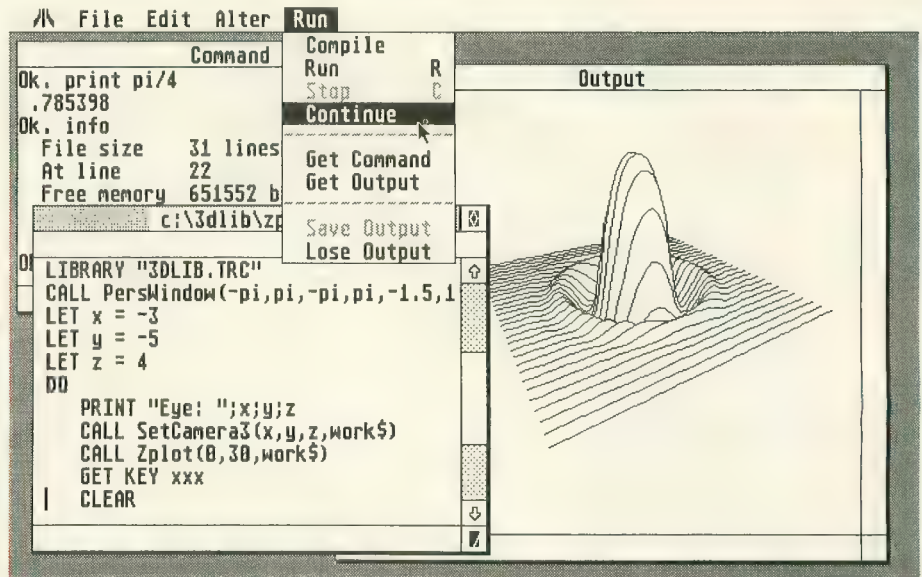 File Edit Alter Run
Compile
Run R
Stop C
Continue
Get Command
Get Output
Save Output
Lose Output
Command
Ok. print pi/4
.785398
Ok. info
File size 31 lines
At line 22
Free memory 651552 b
Output
c:\3dlib\zp
LIBRARY "3DLIB.TRC"
CALL PersWindow(-pi,pi,-pi,pi,-1.5,1
LET x = -3
LET y = -5
LET z = 4
DO
PRINT "Eye: ";x;y;z
CALL SetCamera3(x,y,z,work$)
CALL Zplot(0,30,work$)
GET KEY xxx
CLEAR